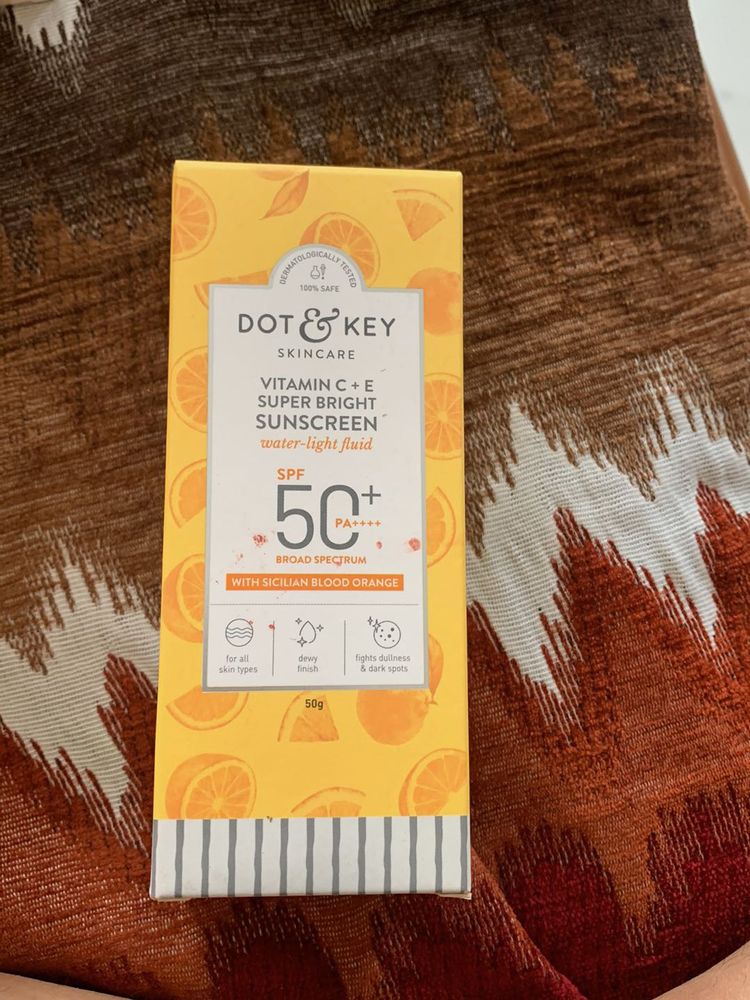 DERMATOLOGICALLY TESTED
100% SAFE
DOT & KEY
SKINCARE
VITAMIN C + E
SUPER BRIGHT
SUNSCREEN
water-light fluid
SPF
50+
PA++++
BROAD SPECTRUM
WITH SICILIAN BLOOD ORANGE
for all
skin types
dewy
finish
fights dullness
& dark spots
50g